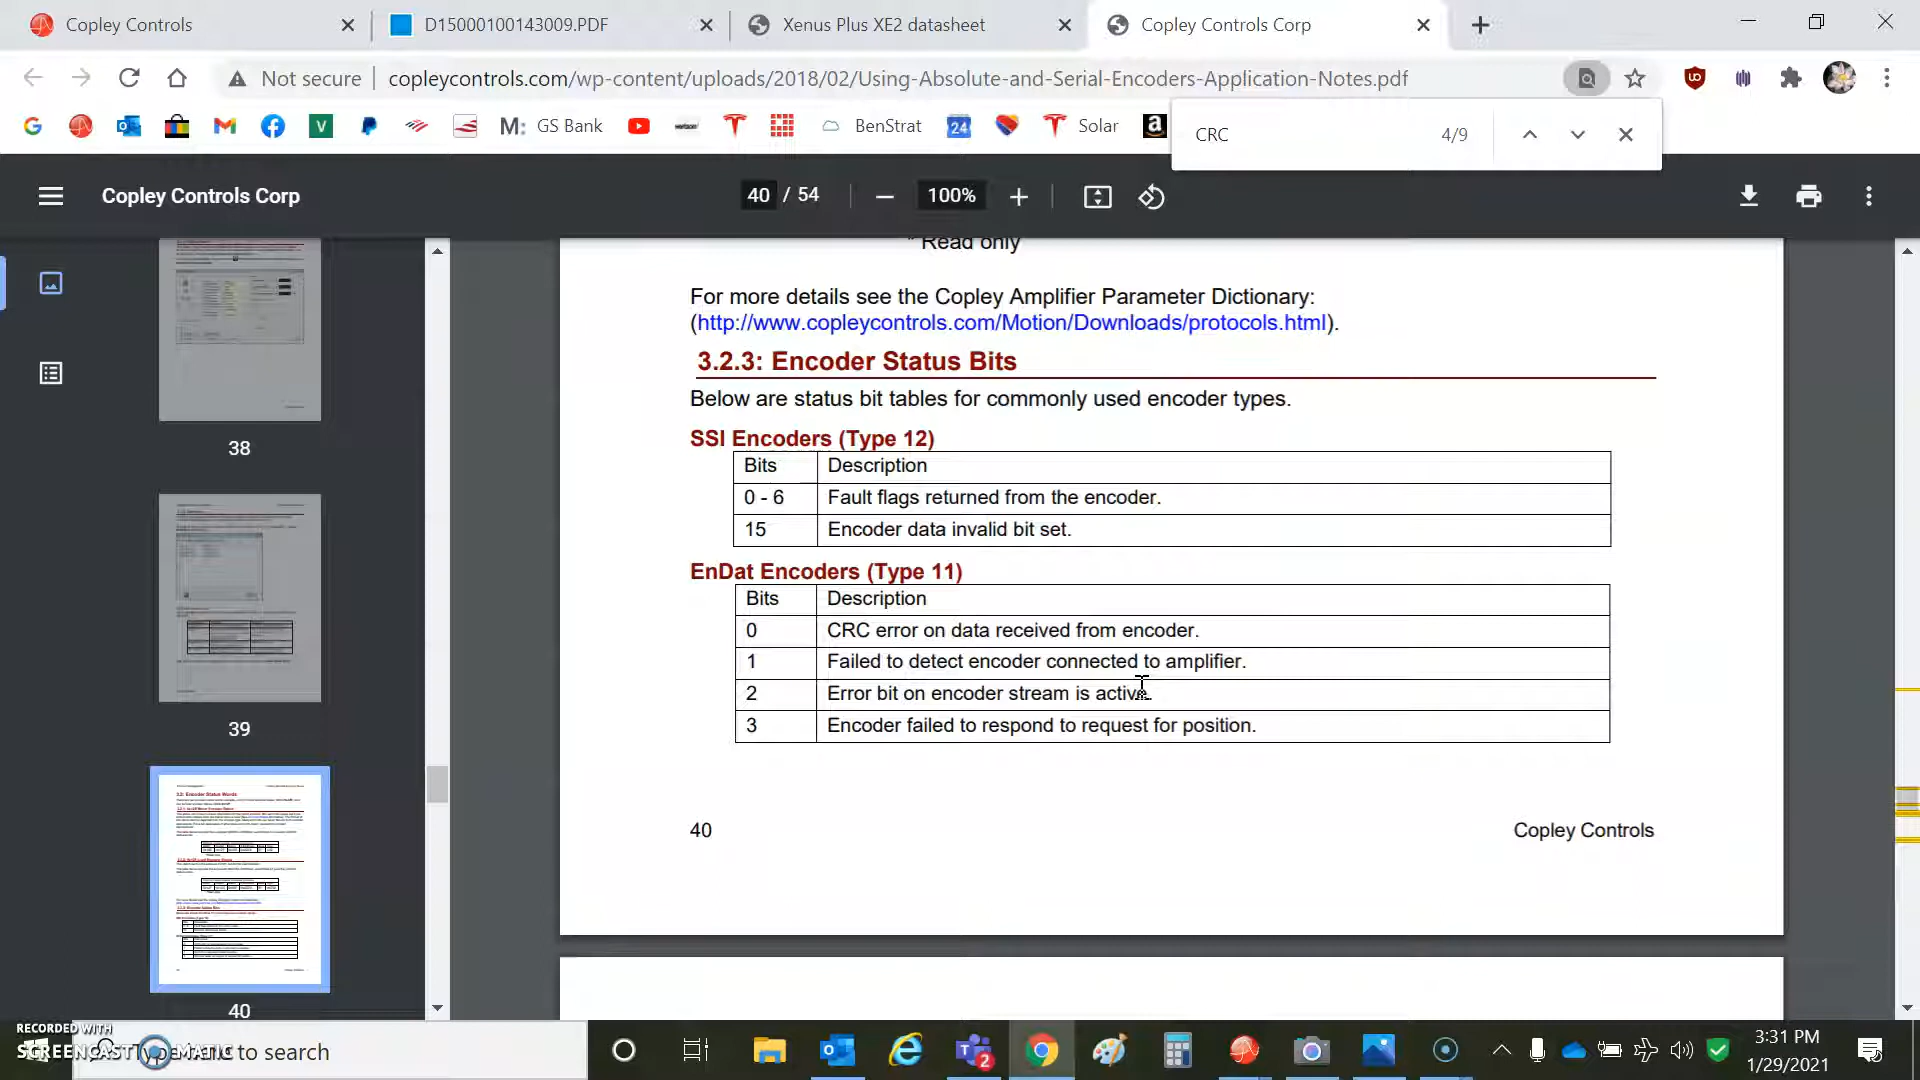 Copley Controls
D15000100143009.PDF
Xenus Plus XE2 datasheet
Copley Controls Corp
Not secure
copleycontrols.com/wp-content/uploads/2018/02/Using-Absolute-and-Serial-Encoders-Application-Notes.pdf
M: GS Bank
BenStrat
24
Solar
CRC
4/9
Copley Controls Corp
40 / 54
100%
* Read only
For more details see the Copley Amplifier Parameter Dictionary:
(http://www.copleycontrols.com/Motion/Downloads/protocols.html).
3.2.3: Encoder Status Bits
Below are status bit tables for commonly used encoder types.
SSI Encoders (Type 12)
Bits Description
0 - 6 Fault flags returned from the encoder.
15 Encoder data invalid bit set.
EnDat Encoders (Type 11)
Bits Description
0 CRC error on data received from encoder.
1 Failed to detect encoder connected to amplifier.
2 Error bit on encoder stream is active.
3 Encoder failed to respond to request for position.
40
Copley Controls
38
39
40
RECORDED WITH
SCREENCAST MATIC
Type here to search
2
3:31 PM
1/29/2021